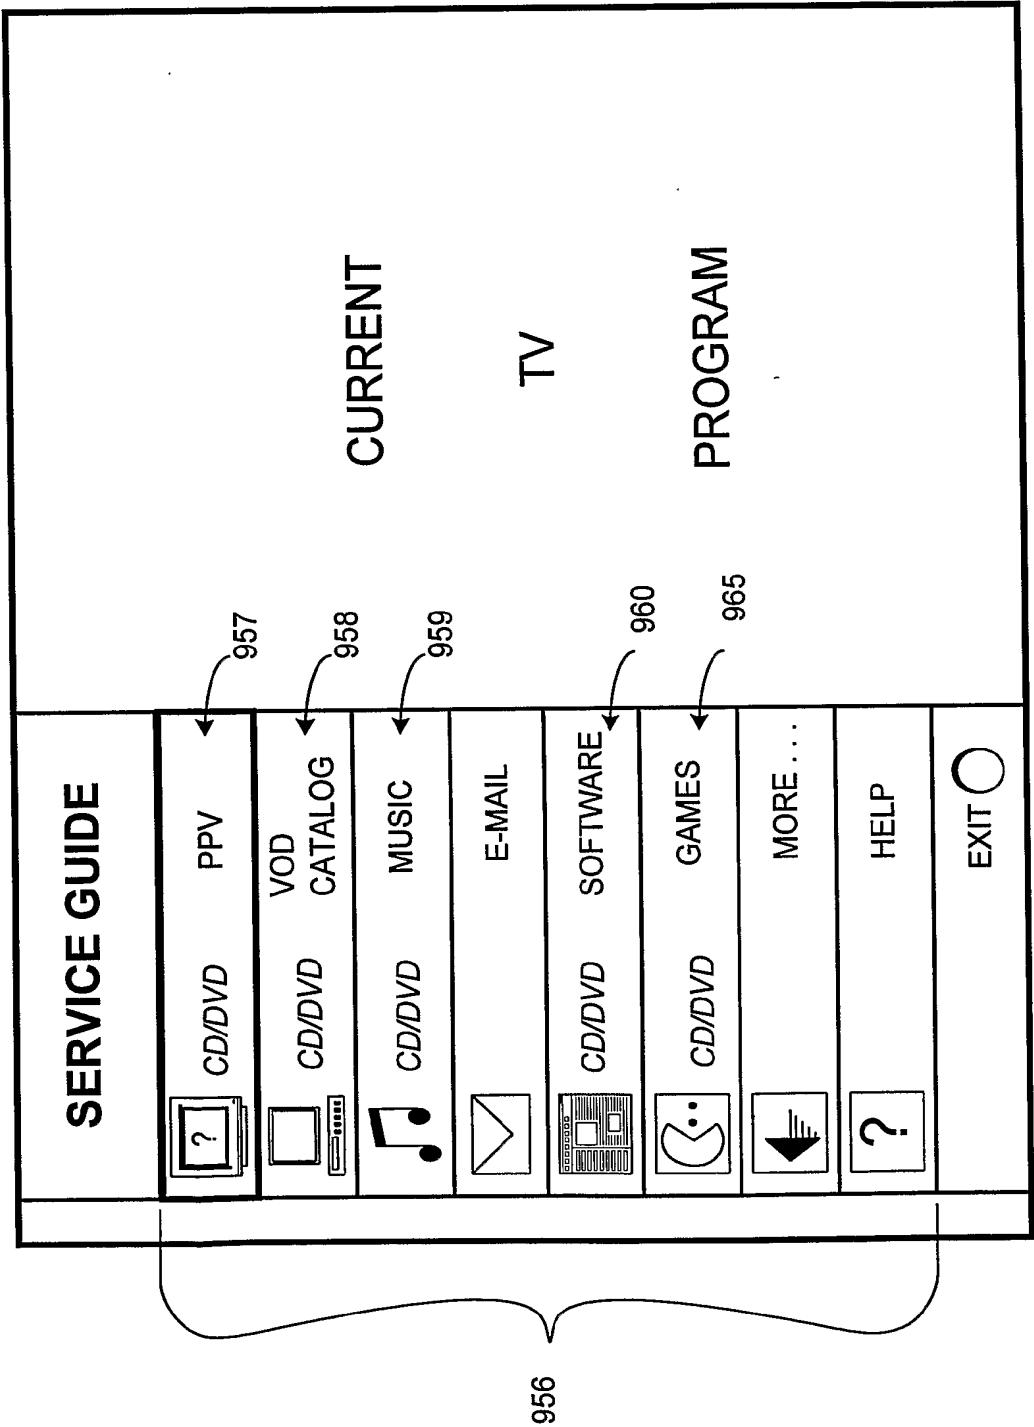 SERVICE GUIDE
CD/DVD PPV
957
CD/DVD VOD CATALOG
958
CD/DVD MUSIC
959
E-MAIL
CD/DVD SOFTWARE
960
CD/DVD GAMES
965
MORE....
? HELP
EXIT
?
956
CURRENT
TV
PROGRAM